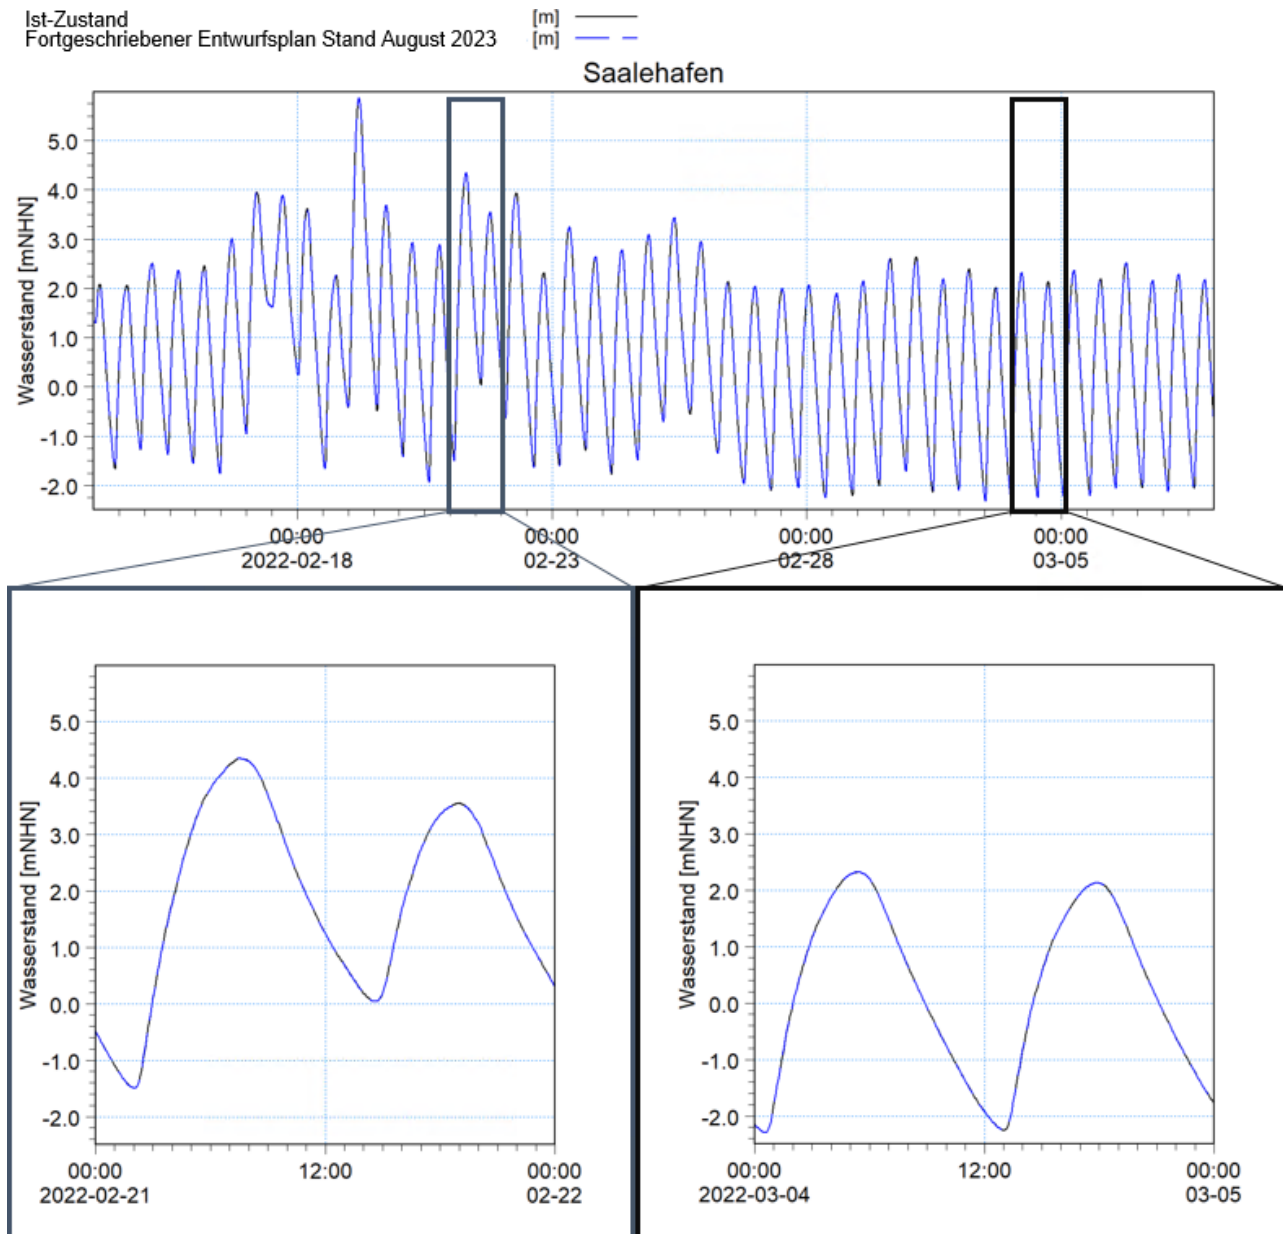 Ist-Zustand [m]
Fortgeschriebener Entwurfsplan Stand August 2023 [m]
Saalehafen
Wasserstand [mNHN]
5.0
4.0
3.0
2.0
1.0
0.0
-1.0
-2.0
00:00 00:00 00:00 00:00
2022-02-18 02-23 02-28 03-05
Wasserstand [mNHN]
5.0
4.0
3.0
2.0
1.0
0.0
-1.0
-2.0
00:00 12:00 00:00
2022-02-21 02-22
Wasserstand [mNHN]
5.0
4.0
3.0
2.0
1.0
0.0
-1.0
-2.0
00:00 12:00 00:00
2022-03-04 03-05